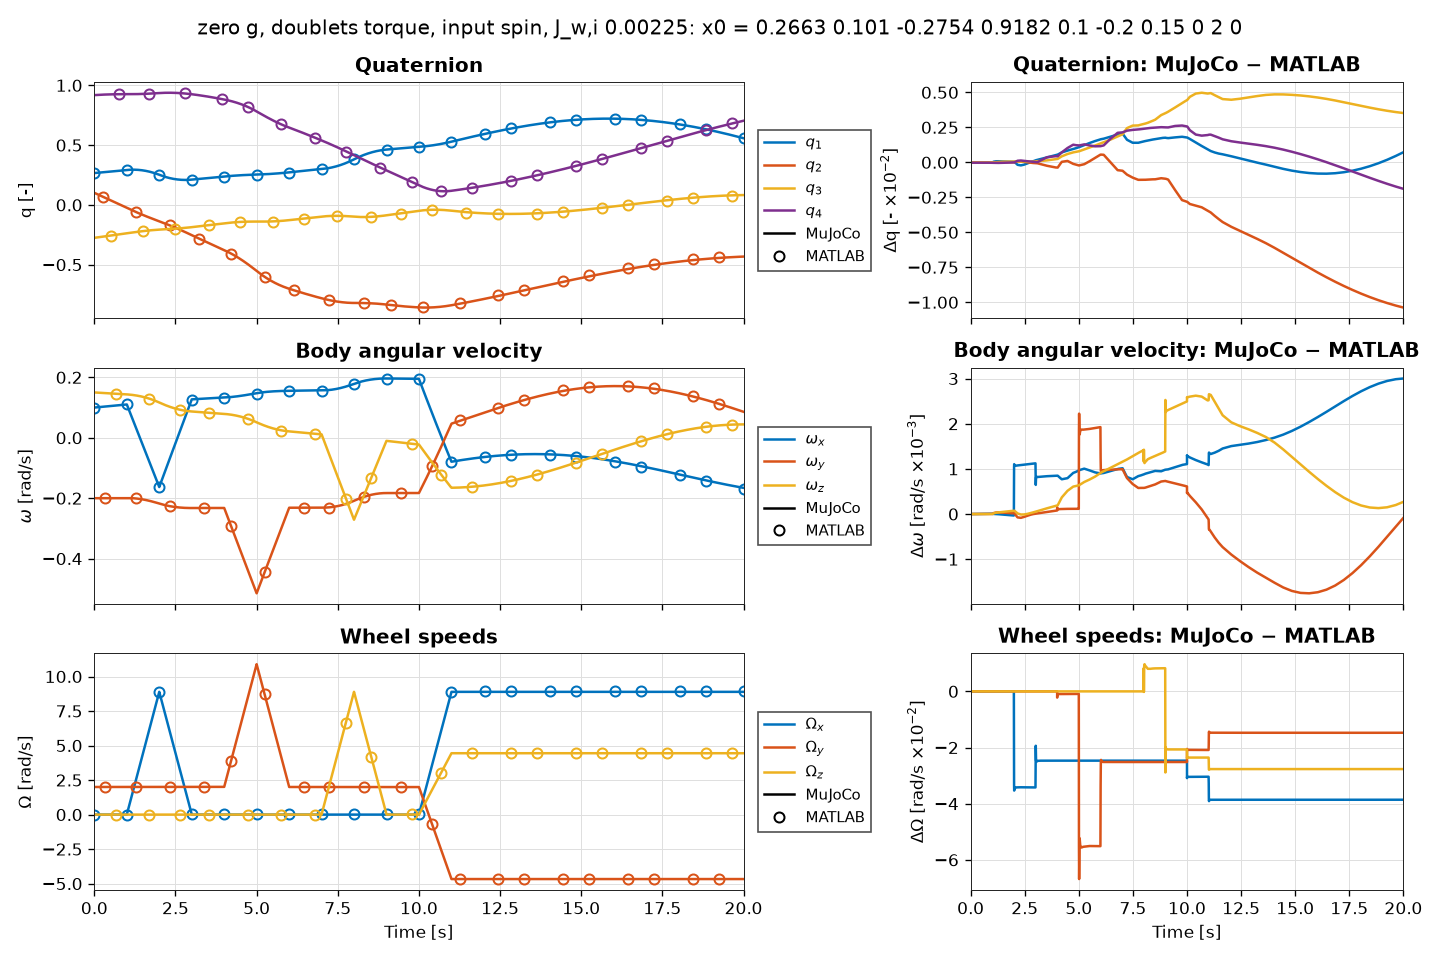 zero g, doublets torque, input spin, J_w,i 0.00225: x0 = 0.2663 0.101 -0.2754 0.9182 0.1 -0.2 0.15 0 2 0
Quaternion
q [-]
1.0
0.5
0.0
−0.5
q₁
q₂
q₃
q₄
MuJoCo
MATLAB
Quaternion: MuJoCo − MATLAB
Δq [- ×10⁻²]
0.50
0.25
0.00
−0.25
−0.50
−0.75
−1.00
Body angular velocity
ω [rad/s]
0.2
0.0
−0.2
−0.4
ωₓ
ω_y
ω_z
MuJoCo
MATLAB
Body angular velocity: MuJoCo − MATLAB
Δω [rad/s ×10⁻³]
3
2
1
0
−1
Wheel speeds
Ω [rad/s]
10.0
7.5
5.0
2.5
0.0
−2.5
−5.0
0.0 2.5 5.0 7.5 10.0 12.5 15.0 17.5 20.0
Time [s]
Ωₓ
Ω_y
Ω_z
MuJoCo
MATLAB
Wheel speeds: MuJoCo − MATLAB
ΔΩ [rad/s ×10⁻²]
0
−2
−4
−6
0.0 2.5 5.0 7.5 10.0 12.5 15.0 17.5 20.0
Time [s]